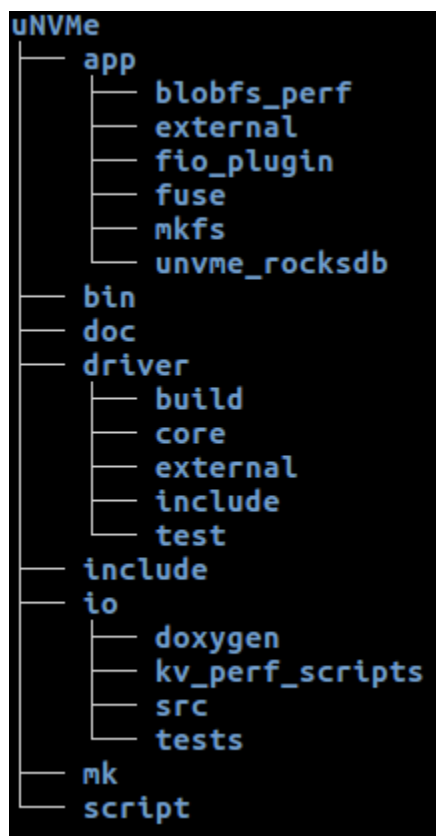 uNVMe
app
blobfs_perf
external
fio_plugin
fuse
mkfs
unvme_rocksdb
bin
doc
driver
build
core
external
include
test
include
io
doxygen
kv_perf_scripts
src
tests
mk
script